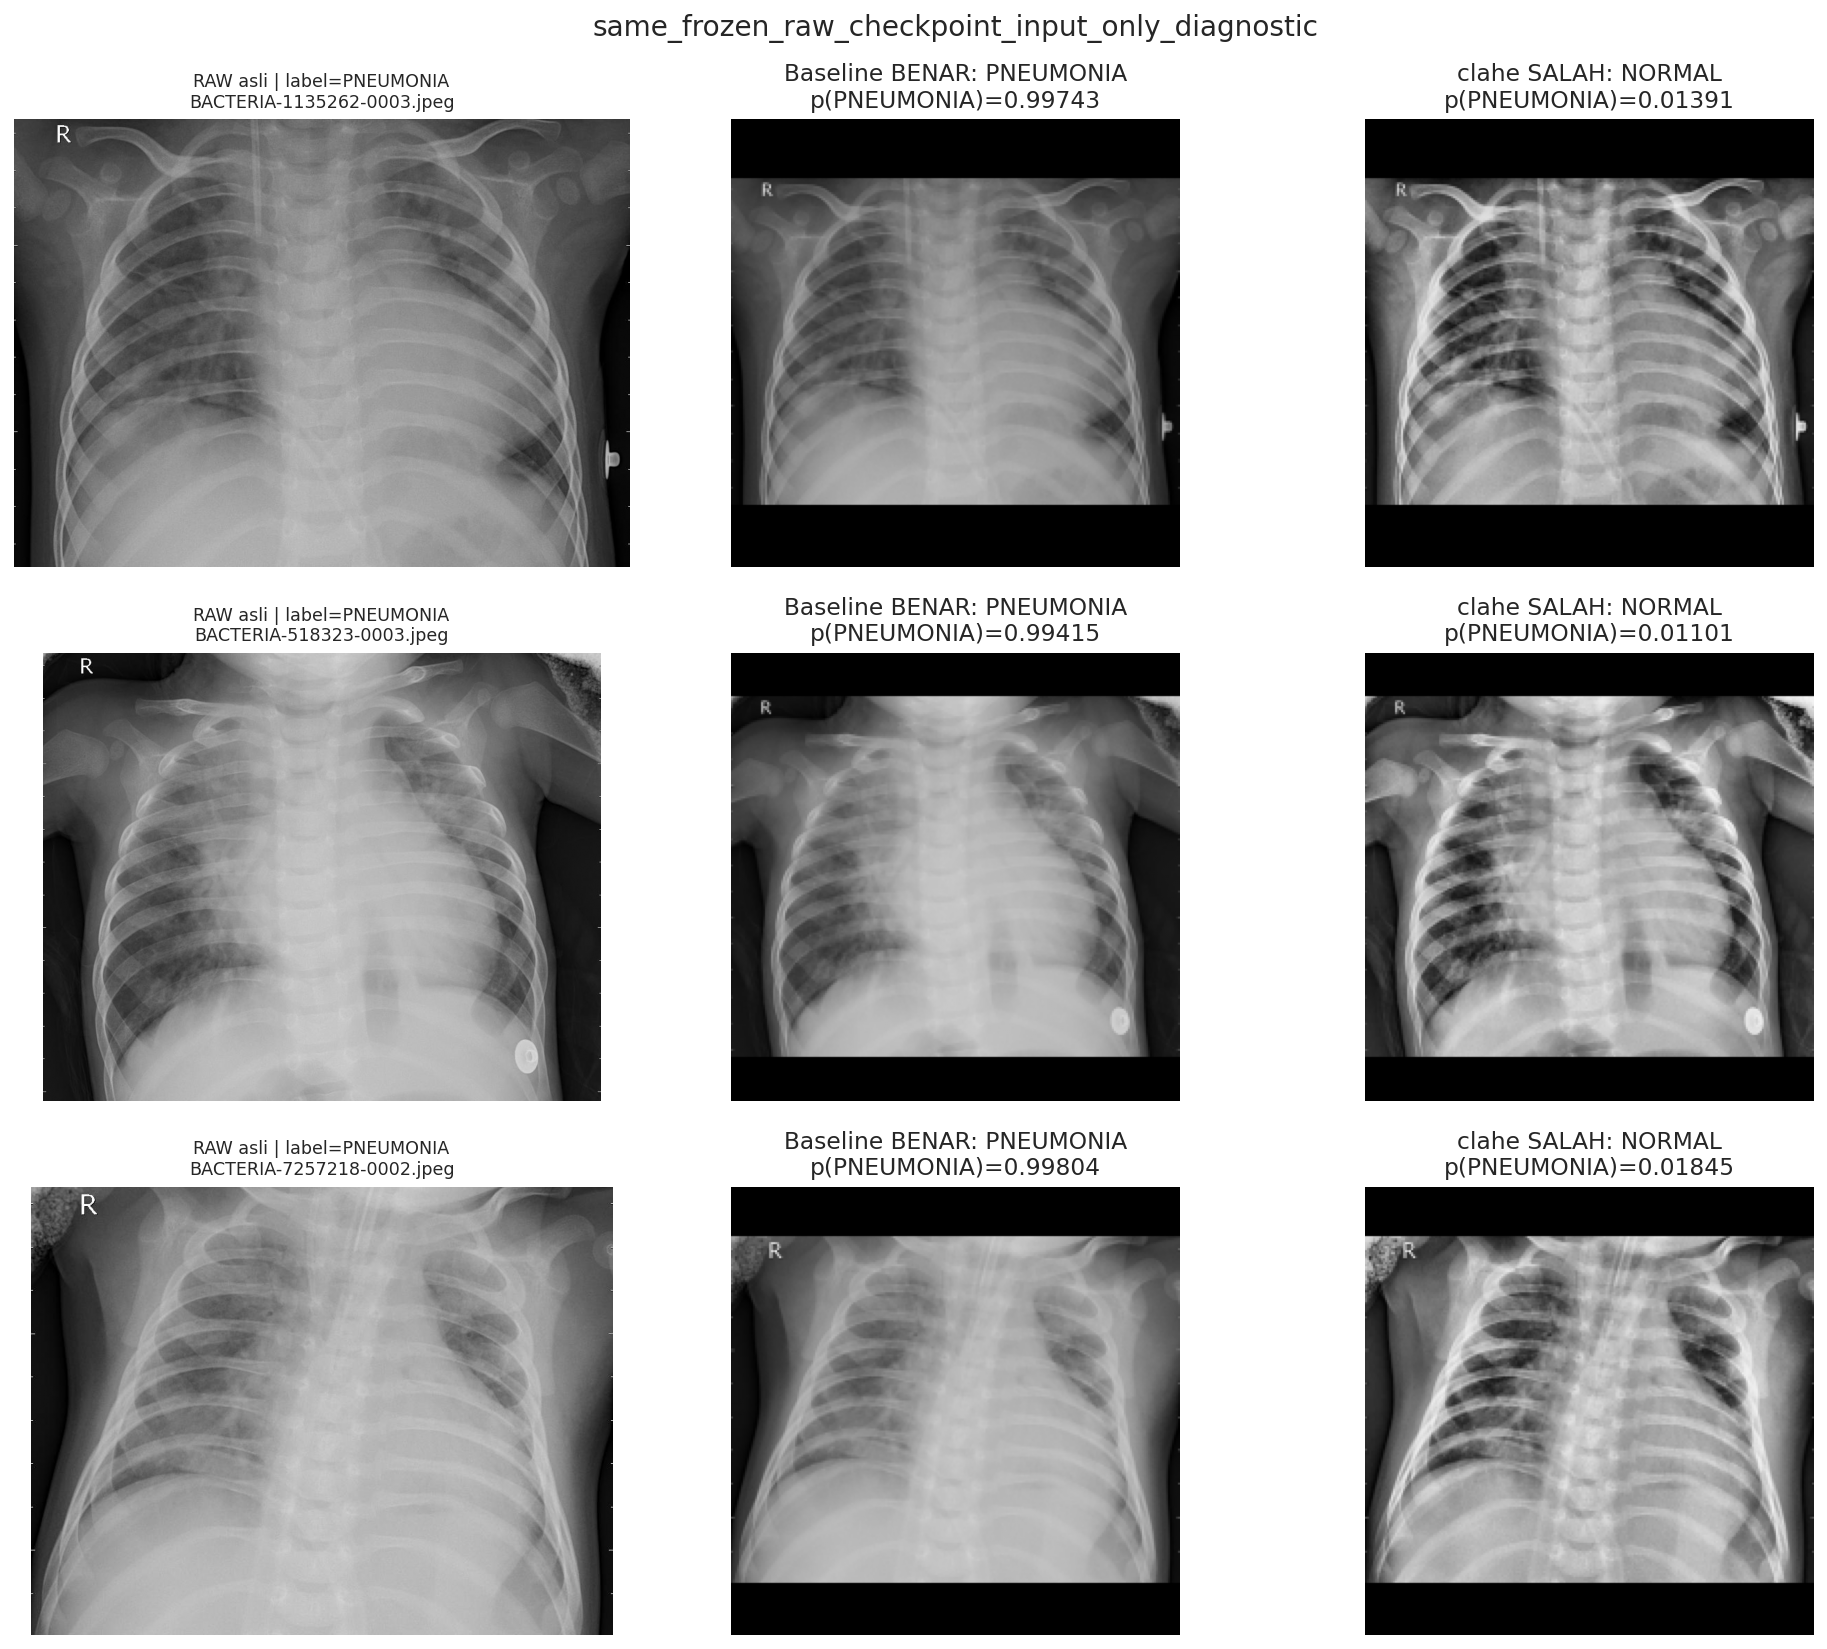 same_frozen_raw_checkpoint_input_only_diagnostic
RAW asli | label=PNEUMONIA
BACTERIA-1135262-0003.jpeg
Baseline BENAR: PNEUMONIA
p(PNEUMONIA)=0.99743
clahe SALAH: NORMAL
p(PNEUMONIA)=0.01391
R
R
R
RAW asli | label=PNEUMONIA
BACTERIA-518323-0003.jpeg
Baseline BENAR: PNEUMONIA
p(PNEUMONIA)=0.99415
clahe SALAH: NORMAL
p(PNEUMONIA)=0.01101
R
R
R
RAW asli | label=PNEUMONIA
BACTERIA-7257218-0002.jpeg
Baseline BENAR: PNEUMONIA
p(PNEUMONIA)=0.99804
clahe SALAH: NORMAL
p(PNEUMONIA)=0.01845
R
R
R